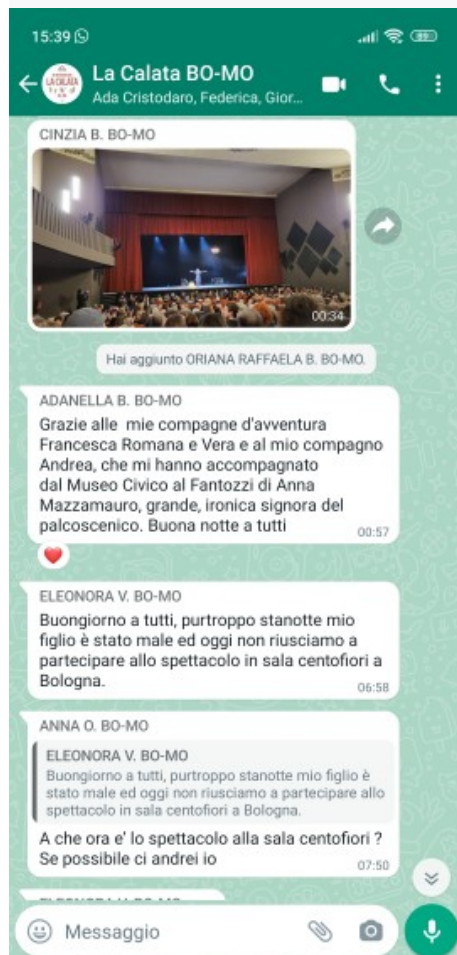 15:39
La Calata BO-MO
Ada Cristodaro, Federica, Gior...
CINZIA B. BO-MO
00:34
Hai aggiunto ORIANA RAFFAELA B. BO-MO.
ADANELLA B. BO-MO
Grazie alle mie compagne d'avventura
Francesca Romana e Vera e al mio compagno
Andrea, che mi hanno accompagnato
dal Museo Civico al Fantozzi di Anna
Mazzamauro, grande, ironica signora del
palcoscenico. Buona notte a tutti
00:57
ELEONORA V. BO-MO
Buongiorno a tutti, purtroppo stanotte mio
figlio è stato male ed oggi non riusciamo a
partecipare allo spettacolo in sala centofiori a
Bologna.
06:58
ANNA O. BO-MO
ELEONORA V. BO-MO
Buongiorno a tutti, purtroppo stanotte mio figlio è
stato male ed oggi non riusciamo a partecipare allo
spettacolo in sala centofiori a Bologna.
A che ora e' lo spettacolo alla sala centofiori ?
Se possibile ci andrei io
07:50
Messaggio